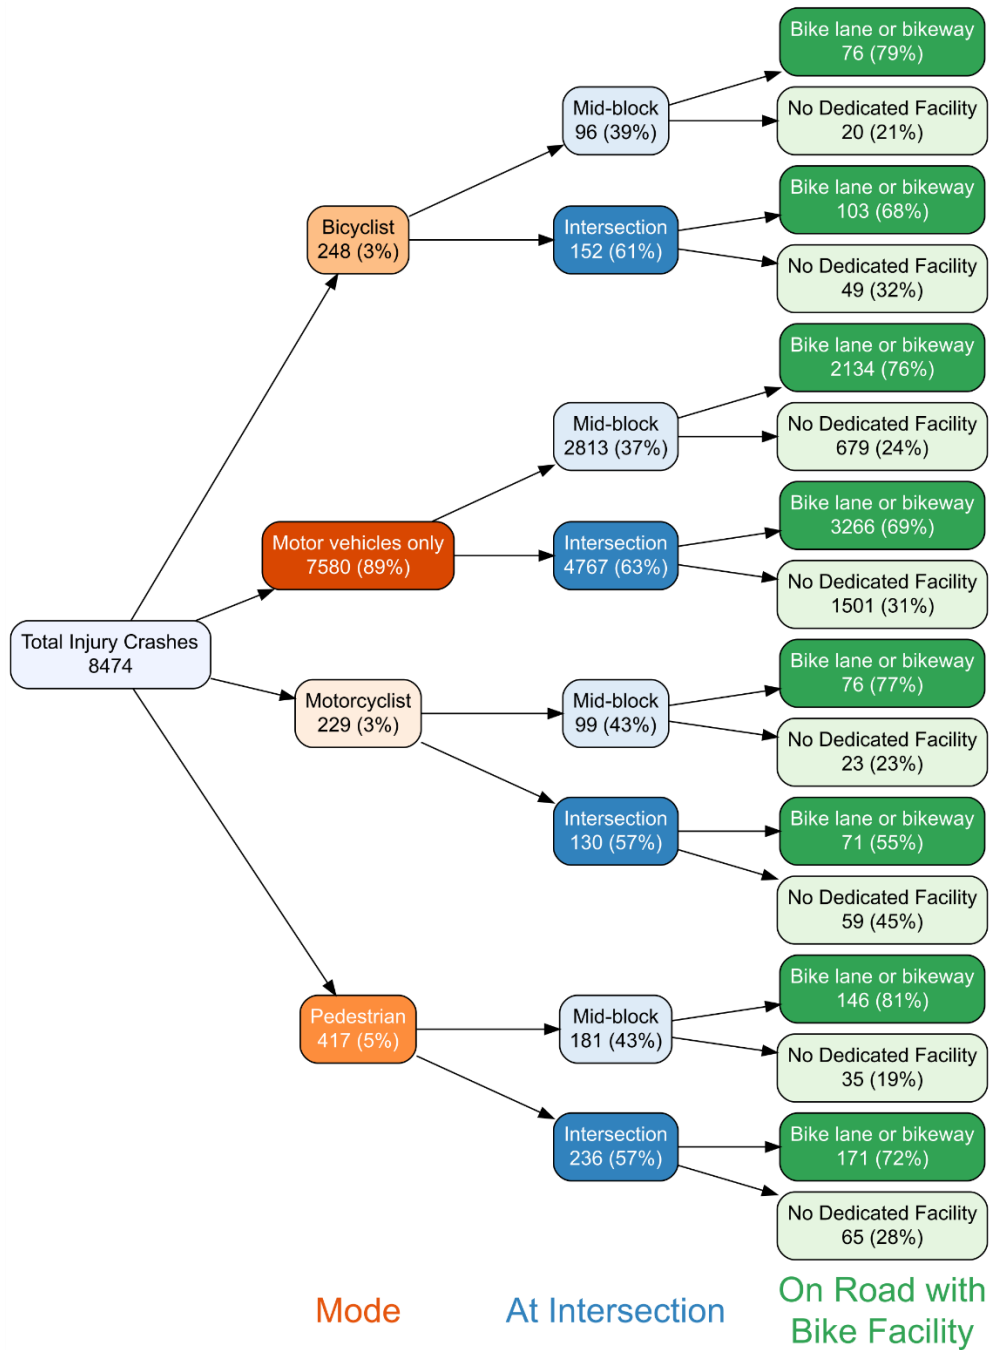 Bike lane or bikeway
76 (79%)
Mid-block
96 (39%)
No Dedicated Facility
20 (21%)
Bike lane or bikeway
103 (68%)
Bicyclist
248 (3%)
Intersection
152 (61%)
No Dedicated Facility
49 (32%)
Bike lane or bikeway
2134 (76%)
Mid-block
2813 (37%)
No Dedicated Facility
679 (24%)
Bike lane or bikeway
3266 (69%)
Motor vehicles only
7580 (89%)
Intersection
4767 (63%)
No Dedicated Facility
1501 (31%)
Total Injury Crashes
8474
Bike lane or bikeway
76 (77%)
Motorcyclist
229 (3%)
Mid-block
99 (43%)
No Dedicated Facility
23 (23%)
Intersection
130 (57%)
Bike lane or bikeway
71 (55%)
No Dedicated Facility
59 (45%)
Bike lane or bikeway
146 (81%)
Pedestrian
417 (5%)
Mid-block
181 (43%)
No Dedicated Facility
35 (19%)
Intersection
236 (57%)
Bike lane or bikeway
171 (72%)
No Dedicated Facility
65 (28%)
Mode
At Intersection
On Road with
Bike Facility